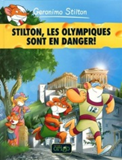 Geronimo Stilton
STILTON, LES OLYMPIQUES
SONT EN DANGER!